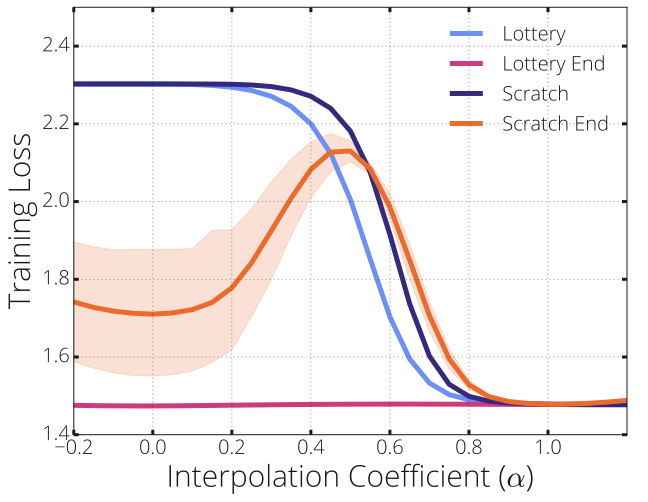 2.4
2.2
2.0
1.8
1.6
1.4
Training Loss
Lottery
Lottery End
Scratch
Scratch End
−0.2 0.0 0.2 0.4 0.6 0.8 1.0
Interpolation Coefficient (α)